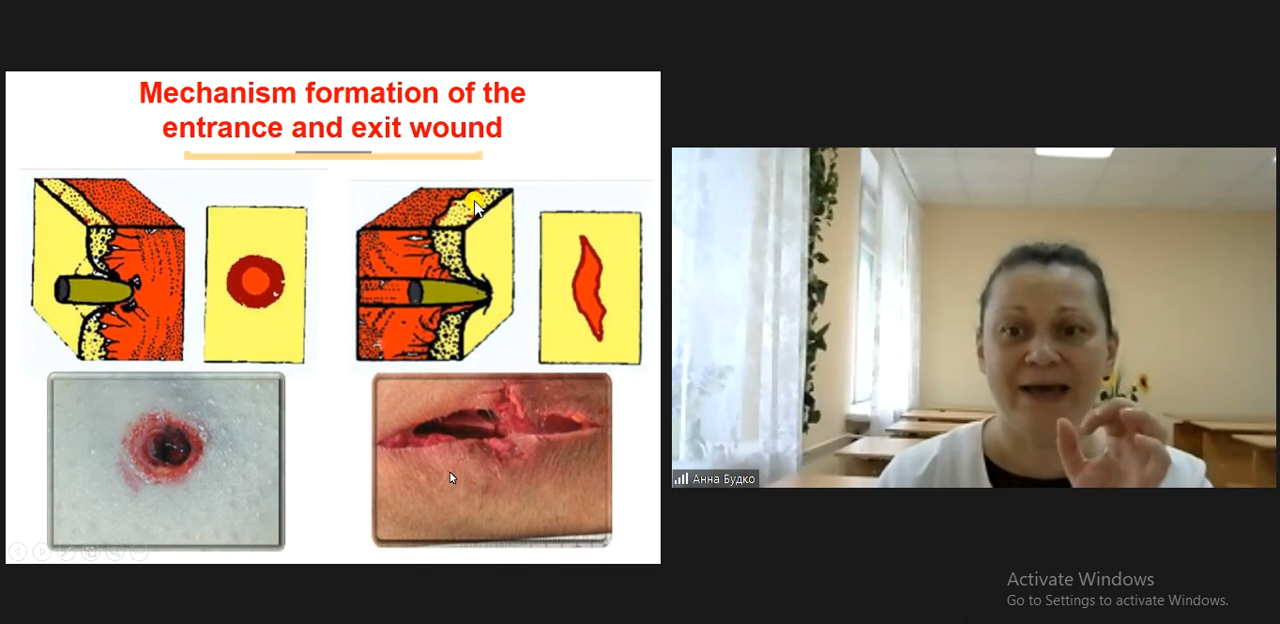 Mechanism formation of the
entrance and exit wound
Анна Будко
Activate Windows
Go to Settings to activate Windows.